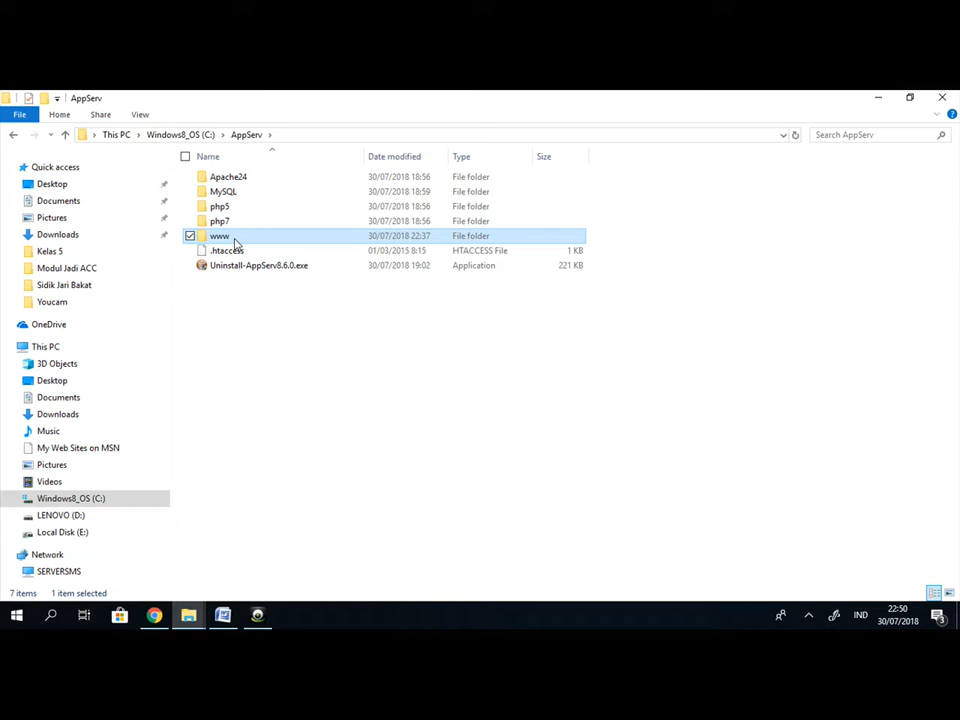 AppServ
File Home Share View
This PC Windows8_OS (C:) AppServ Search AppServ
Name Date modified Type Size
Quick access
Desktop
Documents
Pictures
Downloads
Kelas 5
Modul Jadi ACC
Sidik Jari Bakat
Youcam
OneDrive
This PC
3D Objects
Desktop
Documents
Downloads
Music
My Web Sites on MSN
Pictures
Videos
Windows8_OS (C:)
LENOVO (D:)
Local Disk (E:)
Network
SERVERSMS
Apache24 30/07/2018 18:56 File folder
MySQL 30/07/2018 18:59 File folder
php5 30/07/2018 18:56 File folder
php7 30/07/2018 18:56 File folder
www 30/07/2018 22:37 File folder
.htaccess 01/03/2015 8:15 HTACCESS File 1 KB
Uninstall-AppServ8.6.0.exe 30/07/2018 19:02 Application 221 KB
7 items 1 item selected
IND 22:50
30/07/2018
3